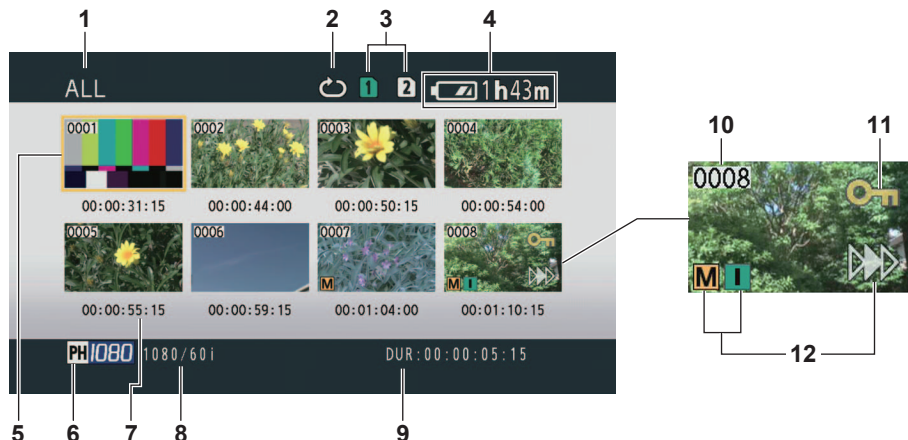 1 2 3 4
ALL 1 2 1h43m
5
0001 0002 0003 0004
00:00:31:15 00:00:44:00 00:00:50:15 00:00:54:00
0005 0006 0007 0008
M M I
00:00:55:15 00:00:59:15 00:01:04:00 00:01:10:15
PH 1080 1080/60i DUR:00:00:05:15
5 6 7 8 9
10 11
0008
M I
12